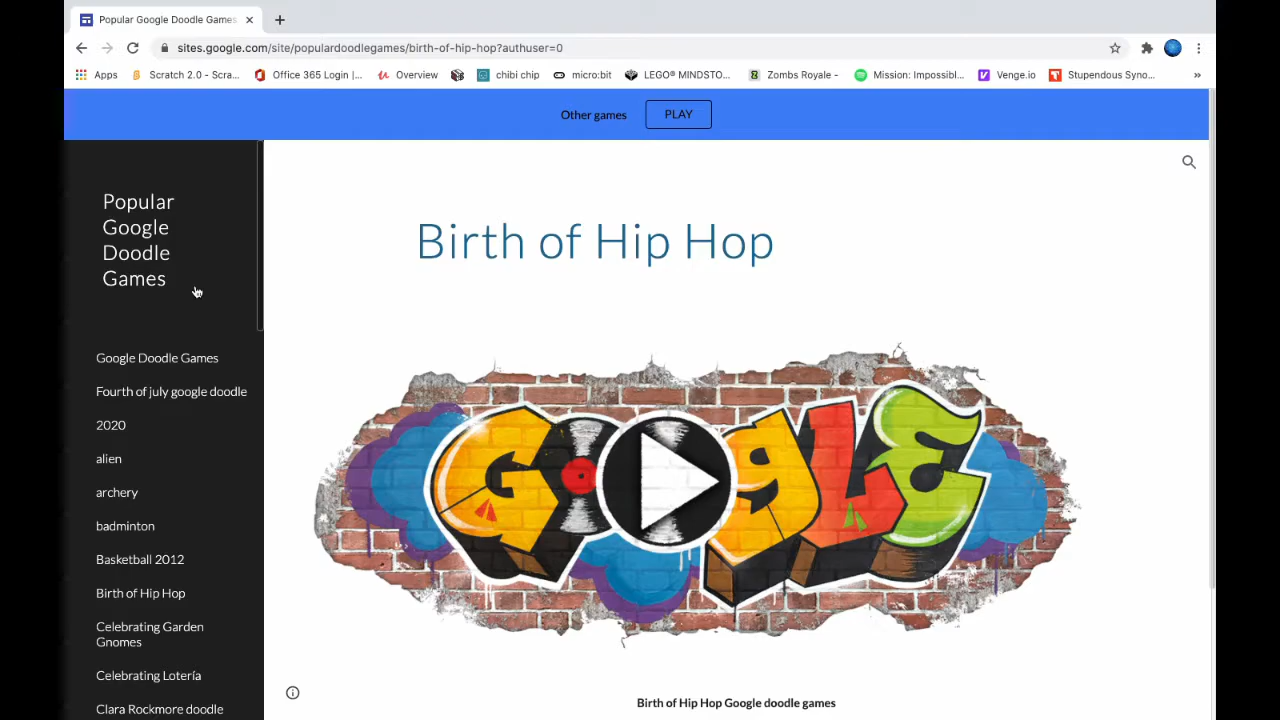 Popular Google Doodle Games
sites.google.com/site/populardoodlegames/birth-of-hip-hop?authuser=0
Apps
Scratch 2.0 - Scra...
Office 365 Login |...
Overview
chibi chip
micro:bit
LEGO® MINDSTO...
Zombs Royale -
Mission: Impossibl...
Venge.io
Stupendous Syno...
Other games
PLAY
Popular
Google
Doodle
Games
Birth of Hip Hop
Google Doodle Games
Fourth of july google doodle
2020
alien
archery
badminton
Basketball 2012
Birth of Hip Hop
Celebrating Garden
Gnomes
Celebrating Lotería
Clara Rockmore doodle
GOOGLE
Birth of Hip Hop Google doodle games